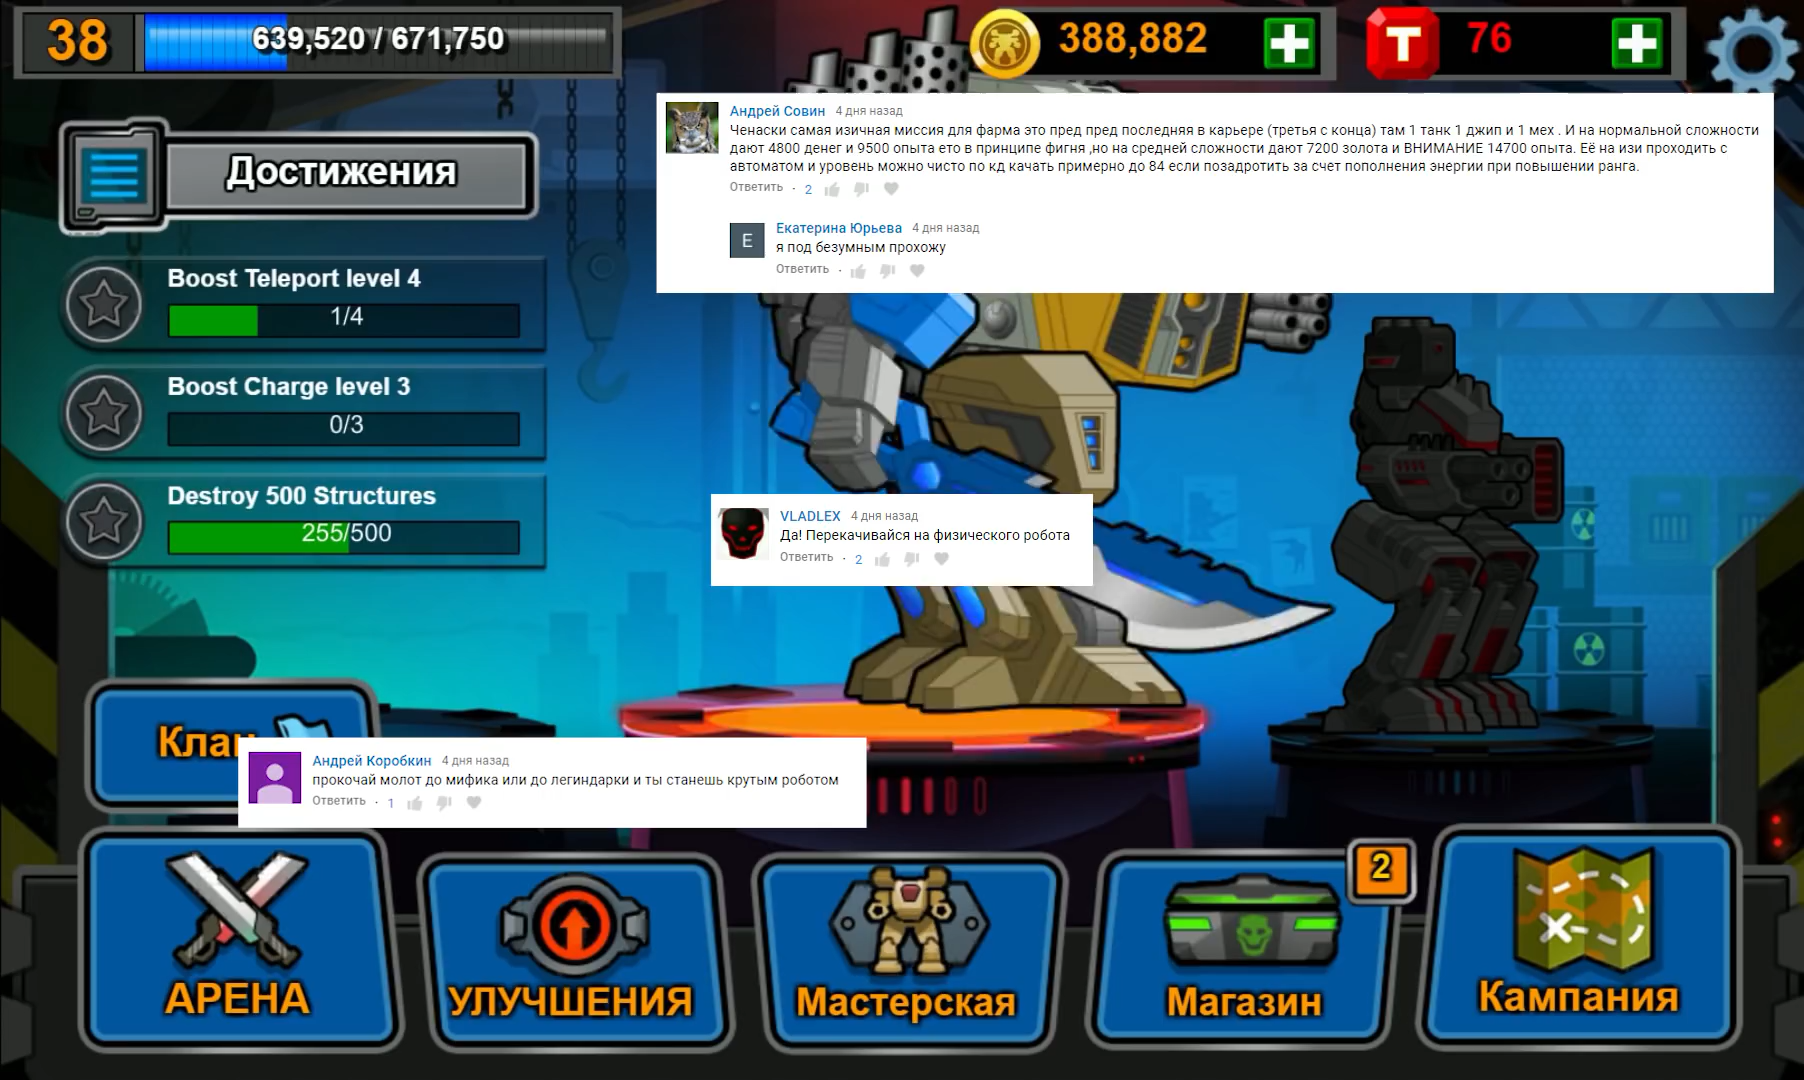 38
639,520 / 671,750
388,882
T
76
Достижения
Андрей Совин 4 дня назад
Ченаски самая изичная миссия для фарма это пред пред последняя в карьере (третья с конца) там 1 танк 1 джип и 1 мех . И на нормальной сложности
дают 4800 денег и 9500 опыта ето в принципе фигня ,но на средней сложности дают 7200 золота и ВНИМАНИЕ 14700 опыта. Её на изи проходить с
автоматом и уровень можно чисто по кд качать примерно до 84 если позадротить за счет пополнения энергии при повышении ранга.
Ответить · 2
E
Екатерина Юрьева 4 дня назад
я под безумным прохожу
Ответить ·
Boost Teleport level 4
1/4
Boost Charge level 3
0/3
Destroy 500 Structures
255/500
VLADLEX 4 дня назад
Да! Перекачивайся на физического робота
Ответить · 2
Клан
Андрей Коробкин 4 дня назад
прокочай молот до мифика или до легиндарки и ты станешь крутым роботом
Ответить · 1
АРЕНА
УЛУЧШЕНИЯ
Мастерская
2
Магазин
Кампания